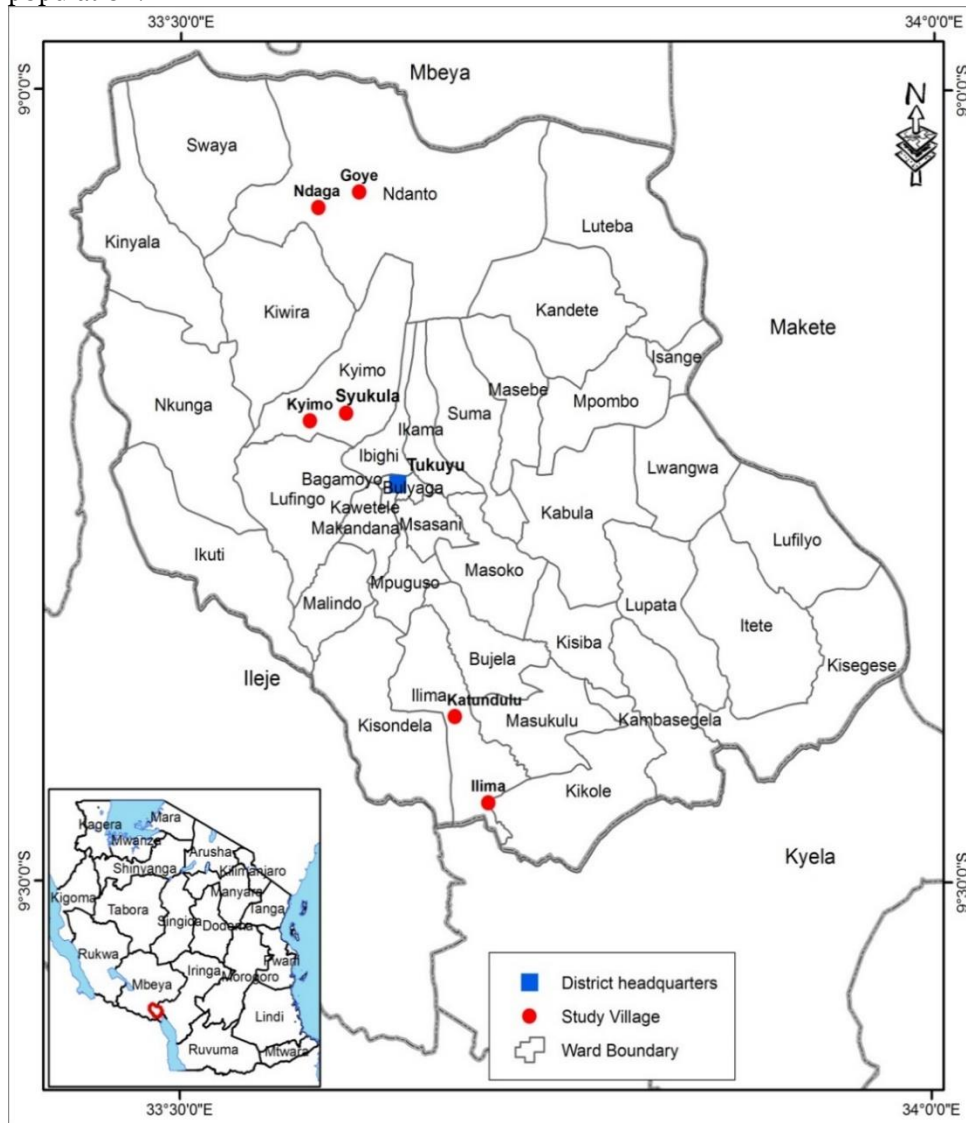 population.
33°30'0"E
34°0'0"E
9°0'0"S
9°0'0"S
Mbeya
N
Swaya
Goye
Ndaga
Ndanto
Luteba
Kinyala
Kiwira
Kandete
Makete
Isange
Kyimo
Masebe
Mpombo
Nkunga
Syukula
Kyimo
Suma
Ikama
Ibighi
Tukuyu
Lwangwa
Bagamoyo
Bulyaga
Lufingo
Kawetele
Kabula
Makandana
Msasani
Lufilyo
Ikuti
Masoko
Mpuguso
Malindo
Lupata
Itete
Kisiba
Bujela
Kisegese
Ileje
Ilima
Katundulu
Kisondela
Masukulu
Kambasegela
Ilima
Kikole
Kyela
9°30'0"S
9°30'0"S
Kagera
Mara
Mwanza
Arusha
Shinyanga
Kilimanjaro
Kigoma
Manyara
Tabora
Singida
Tanga
Dodoma
Rukwa
Pwani
Iringa
Morogoro
Mbeya
Lindi
Ruvuma
Mtwara
District headquarters
Study Village
Ward Boundary
33°30'0"E
34°0'0"E